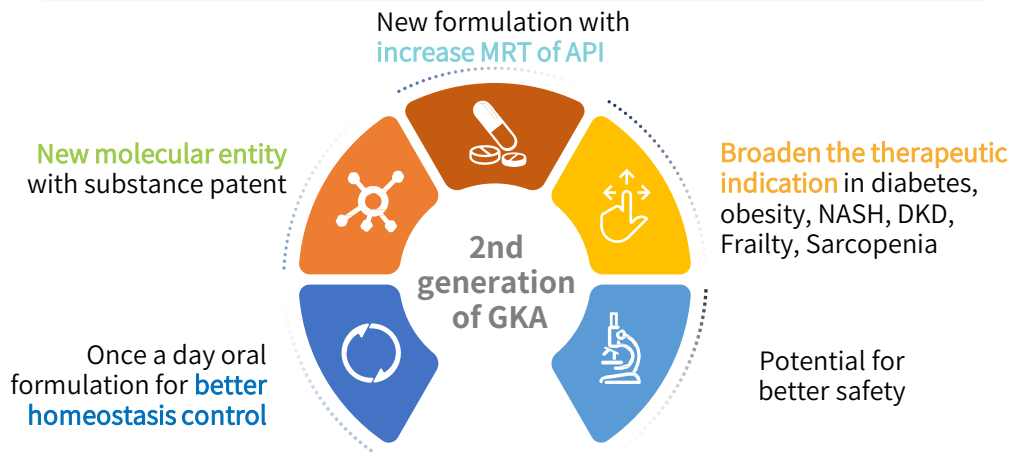 New formulation with
increase MRT of API
New molecular entity
with substance patent
Broaden the therapeutic
indication in diabetes,
obesity, NASH, DKD,
Frailty, Sarcopenia
2nd
generation
of GKA
Once a day oral
formulation for better
homeostasis control
Potential for
better safety